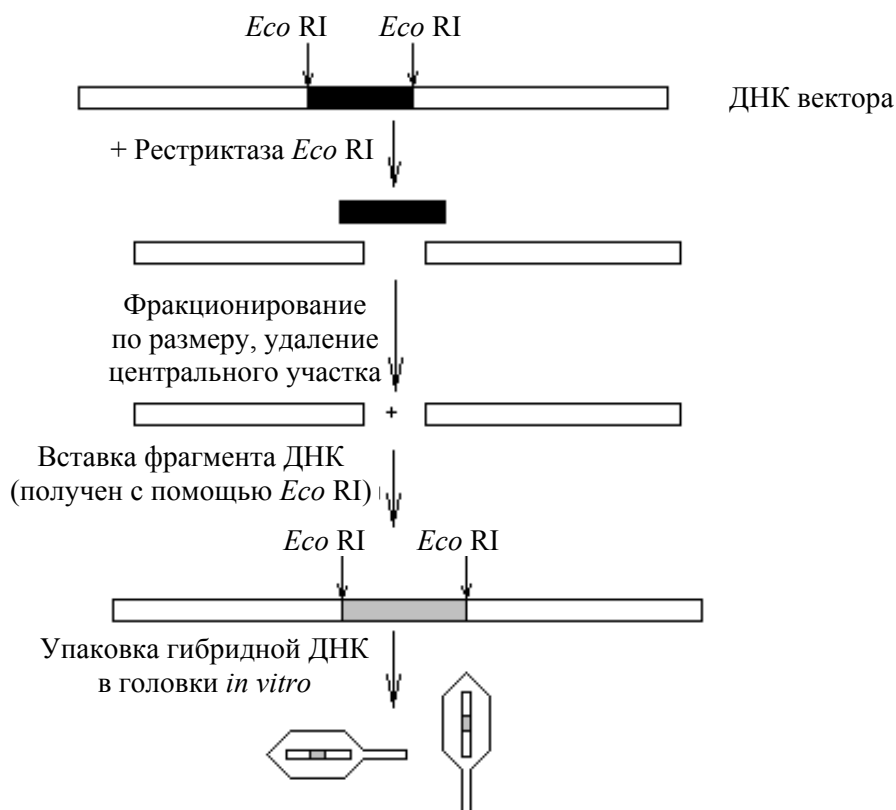 Eco RI Eco RI
ДНК вектора
+ Рестриктаза Eco RI
Фракционирование
по размеру, удаление
центрального участка
+
Вставка фрагмента ДНК
(получен с помощью Eco RI)
Eco RI Eco RI
Упаковка гибридной ДНК
в головки in vitro